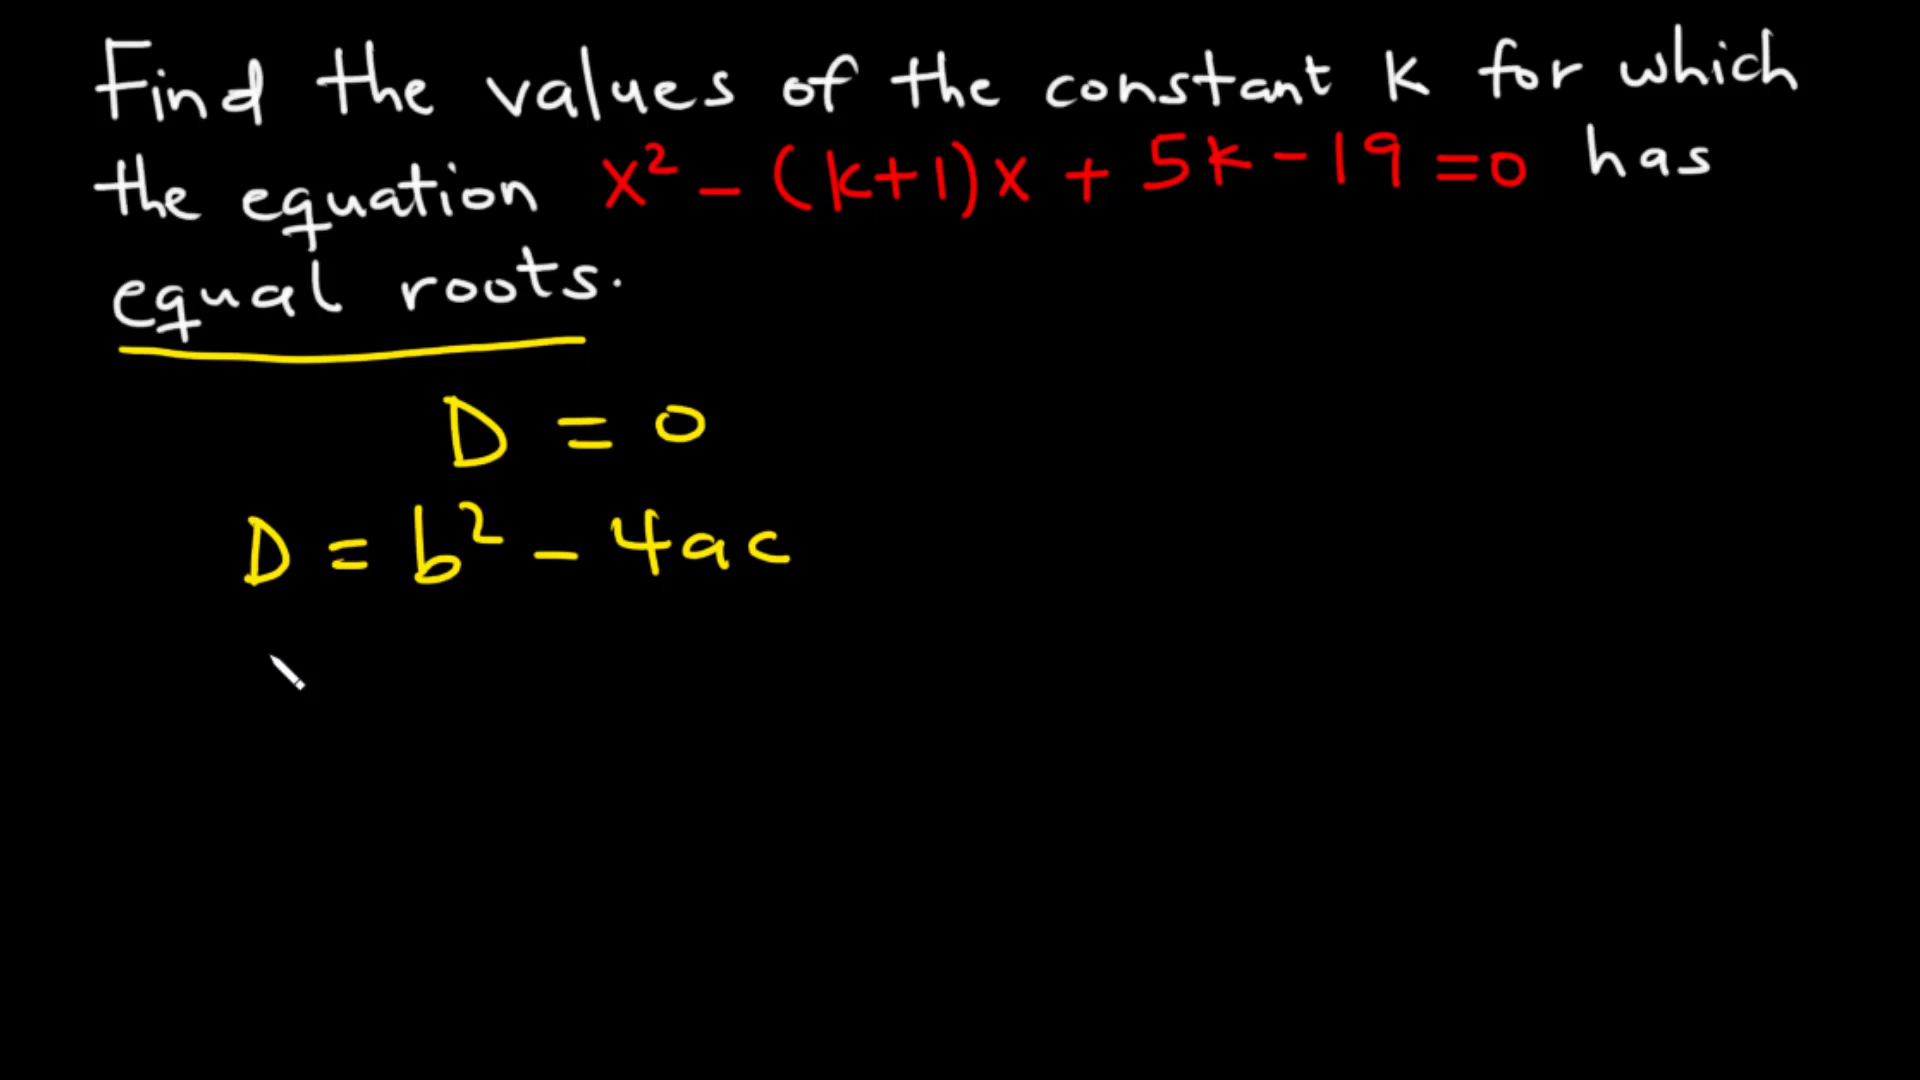 Find the values of the constant k for which
the equation x² - (k+1)x + 5k - 19 = 0 has
equal roots.
D = 0
D = b² - 4ac